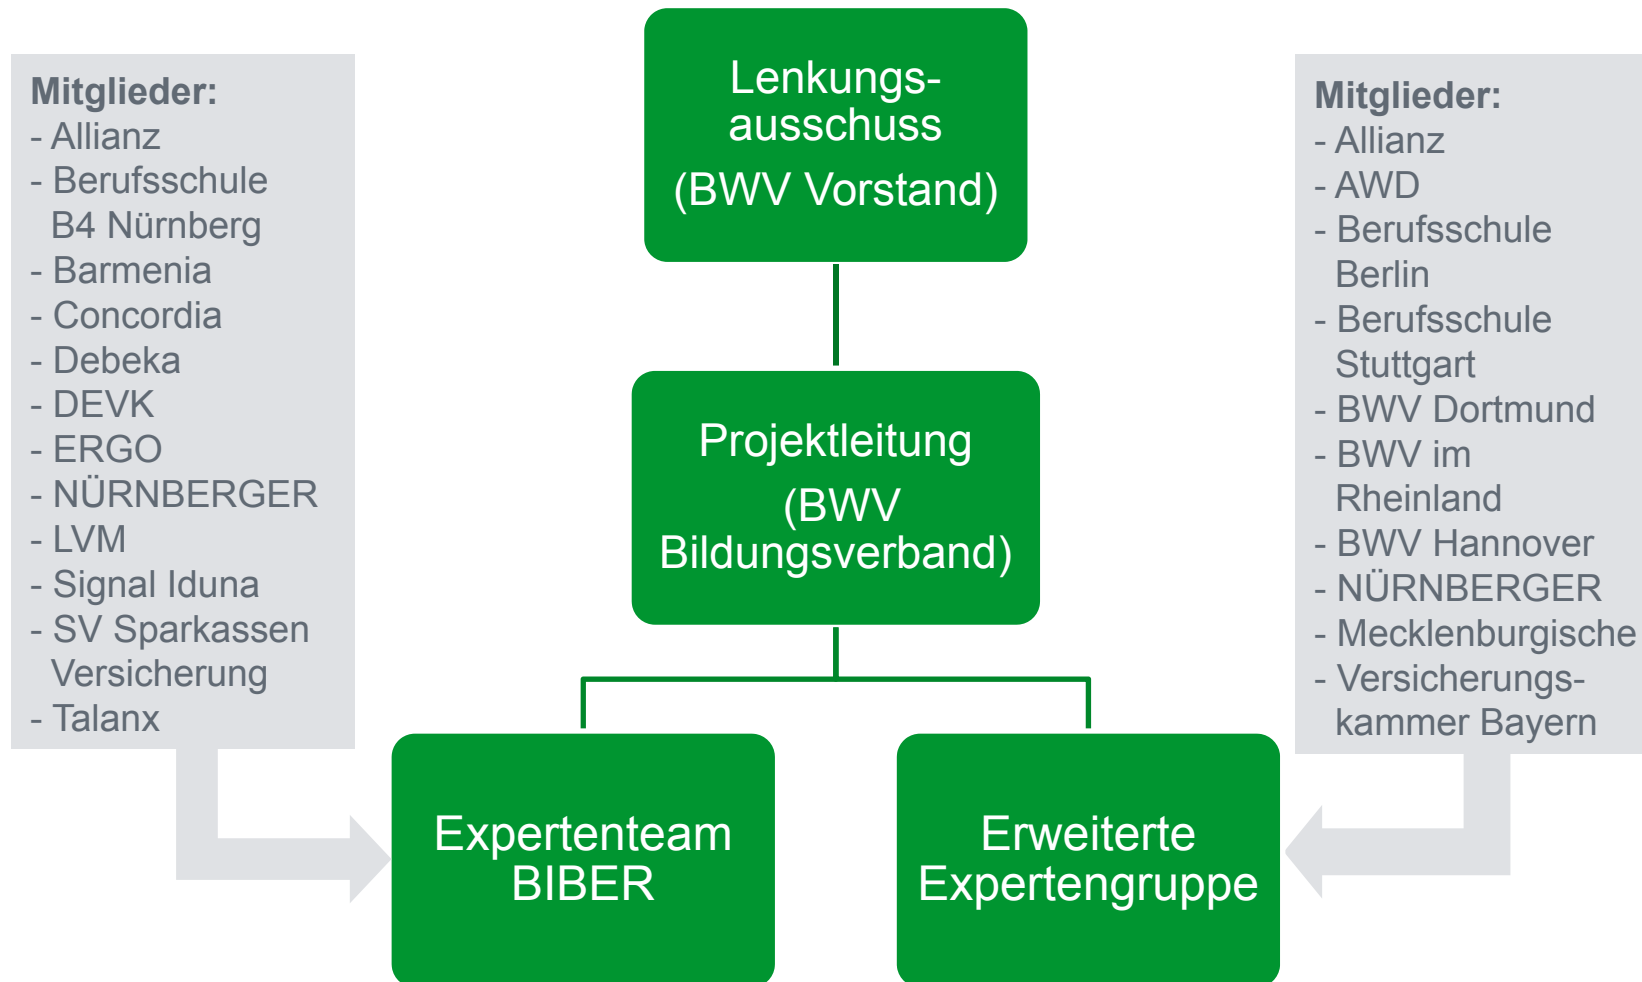 Lenkungs-
ausschuss
(BWV Vorstand)
Mitglieder:
- Allianz
- Berufsschule
B4 Nürnberg
- Barmenia
- Concordia
- Debeka
- DEVK
- ERGO
- NÜRNBERGER
- LVM
- Signal Iduna
- SV Sparkassen
Versicherung
- Talanx
Mitglieder:
- Allianz
- AWD
- Berufsschule
Berlin
- Berufsschule
Stuttgart
- BWV Dortmund
- BWV im
Rheinland
- BWV Hannover
- NÜRNBERGER
- Mecklenburgische
- Versicherungs-
kammer Bayern
Projektleitung
(BWV
Bildungsverband)
Expertenteam
BIBER
Erweiterte
Expertengruppe